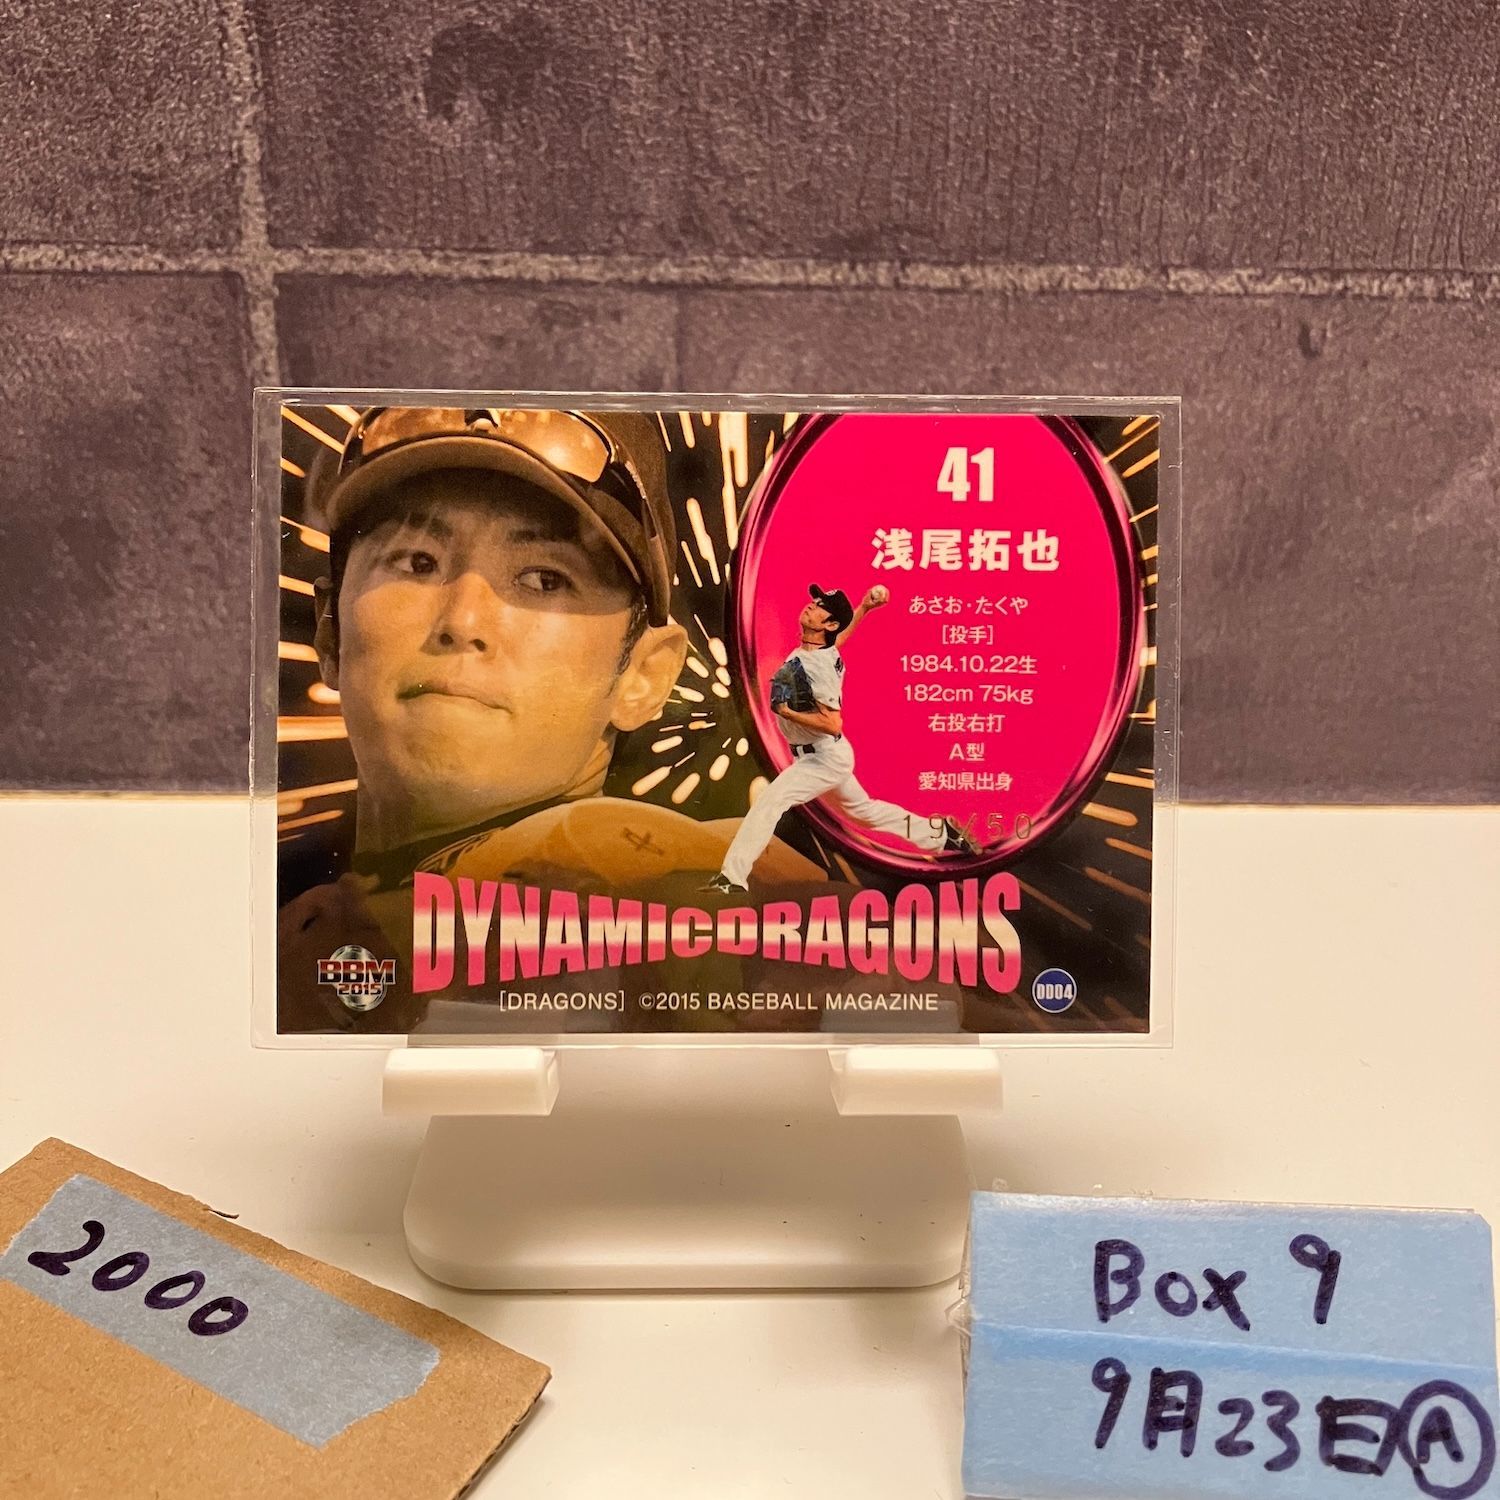 41
浅尾拓也
あさお・たくや
[投手]
1984.10.22生
182cm 75kg
右投右打
A型
愛知県出身
19/50
DYNAMICDRAGONS
BBM
2015
[DRAGONS] ©2015 BASEBALL MAGAZINE
DD04
2000
Box 9
9月23日Ⓐ